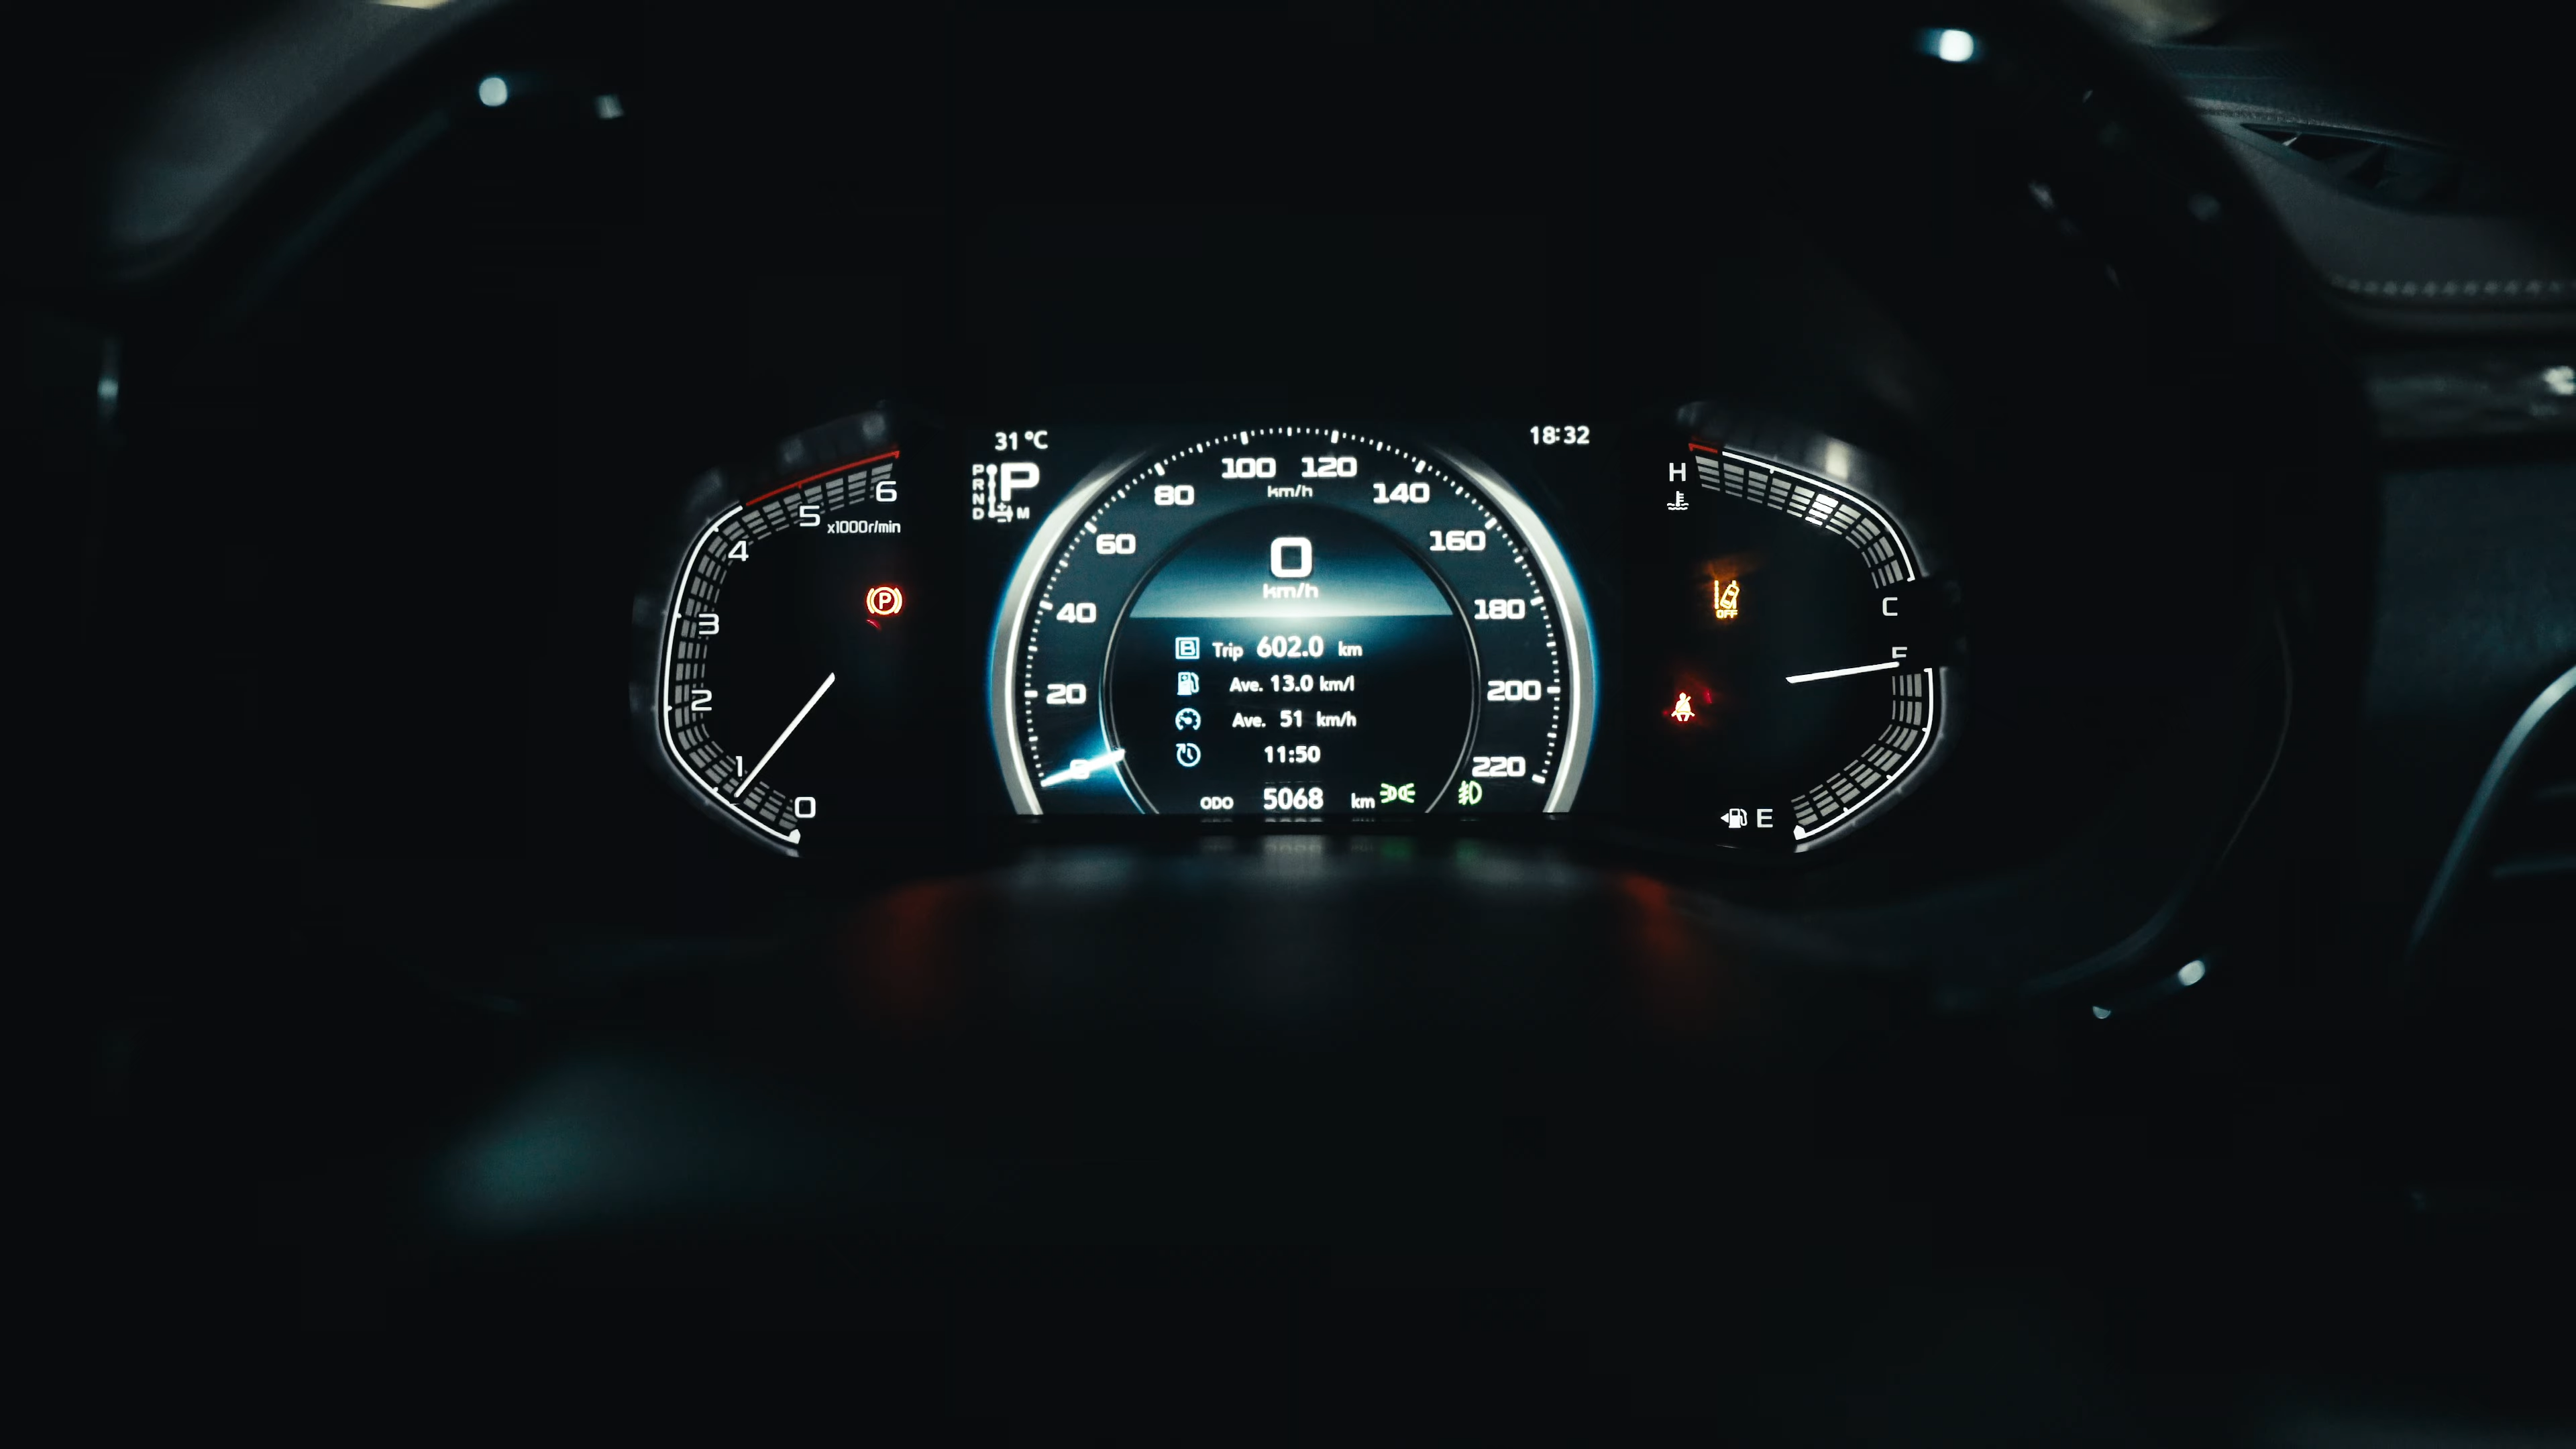 31 °C
18:32
P
R
N
D
P
+
−
M
6
5
x1000r/min
4
3
2
1
0
100
120
80
km/h
140
60
160
40
180
20
200
0
220
0
km/h
B Trip 602.0 km
Ave. 13.0 km/l
Ave. 51 km/h
11:50
ODO 5068 km
P
H
OFF
C
F
E